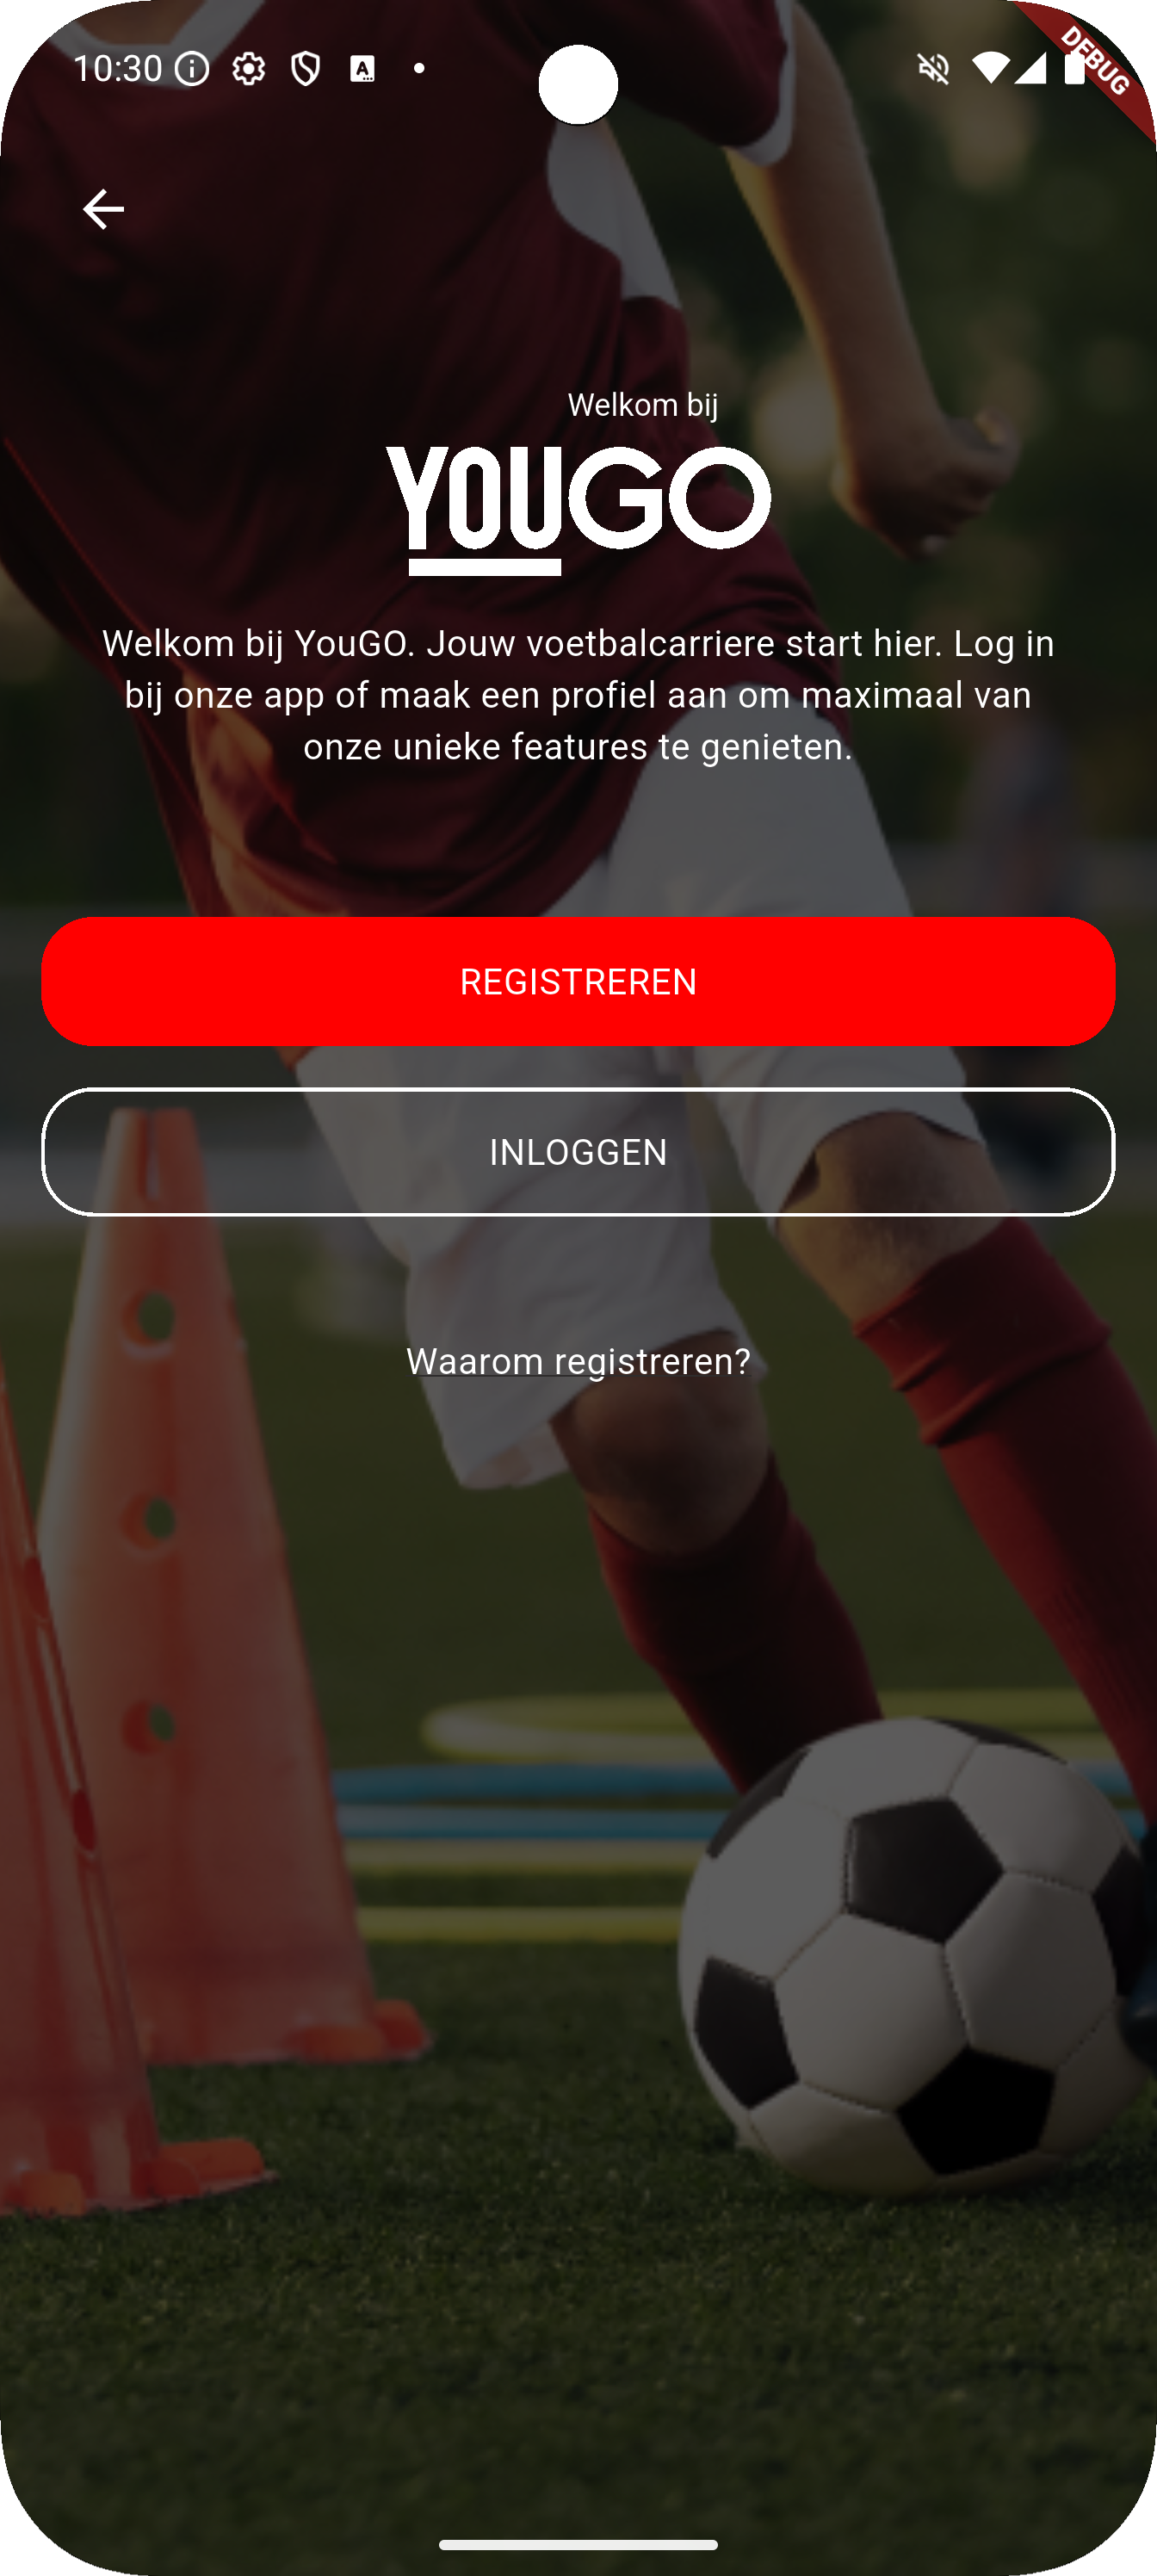 10:30
DEBUG
Welkom bij
YOUGO
Welkom bij YouGO. Jouw voetbalcarriere start hier. Log in
bij onze app of maak een profiel aan om maximaal van
onze unieke features te genieten.
REGISTREREN
INLOGGEN
Waarom registreren?